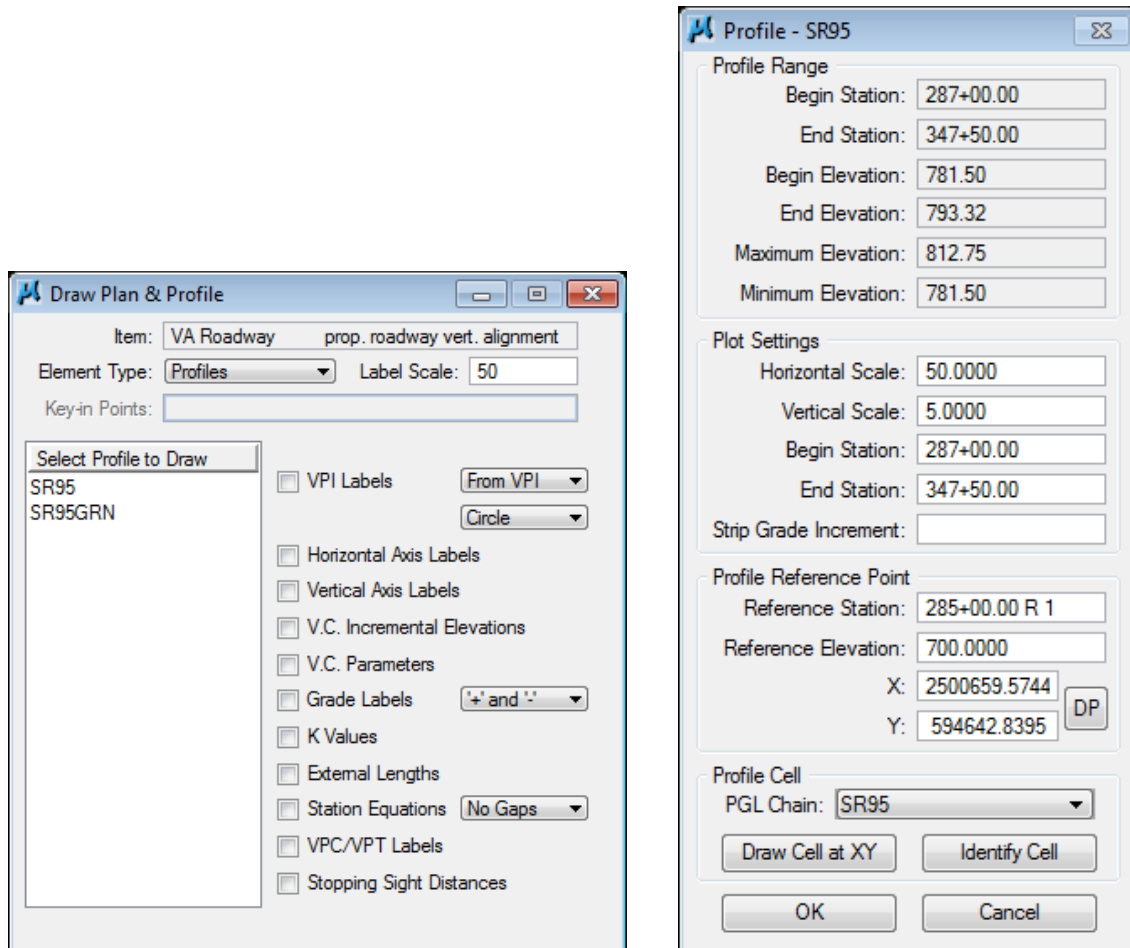 Draw Plan & Profile
Item: VA Roadway prop. roadway vert. alignment
Element Type: Profiles Label Scale: 50
Key-in Points:
Select Profile to Draw
SR95
SR95GRN
VPI Labels From VPI
Circle
Horizontal Axis Labels
Vertical Axis Labels
V.C. Incremental Elevations
V.C. Parameters
Grade Labels '+' and '-'
K Values
External Lengths
Station Equations No Gaps
VPC/VPT Labels
Stopping Sight Distances
Profile - SR95
Profile Range
Begin Station: 287+00.00
End Station: 347+50.00
Begin Elevation: 781.50
End Elevation: 793.32
Maximum Elevation: 812.75
Minimum Elevation: 781.50
Plot Settings
Horizontal Scale: 50.0000
Vertical Scale: 5.0000
Begin Station: 287+00.00
End Station: 347+50.00
Strip Grade Increment:
Profile Reference Point
Reference Station: 285+00.00 R 1
Reference Elevation: 700.0000
X: 2500659.5744
DP
Y: 594642.8395
Profile Cell
PGL Chain: SR95
Draw Cell at XY Identify Cell
OK Cancel